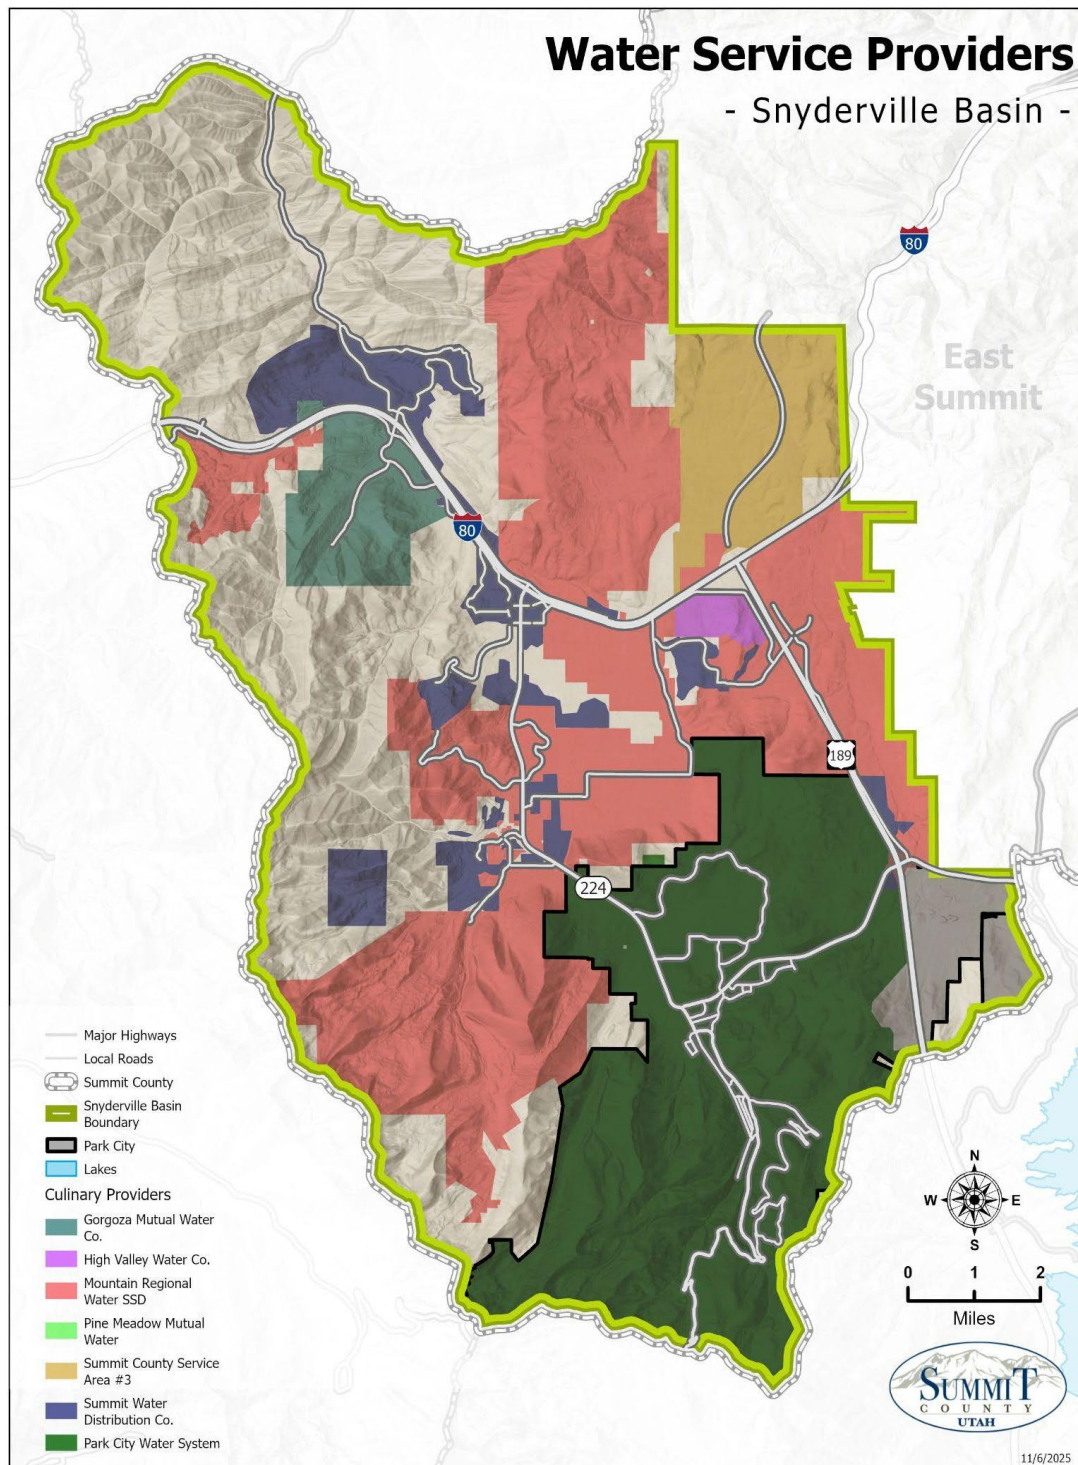 Water Service Providers
- Snyderville Basin -
80
East
Summit
80
189
224
Major Highways
Local Roads
Summit County
Snyderville Basin
Boundary
Park City
Lakes
Culinary Providers
Gorgoza Mutual Water
Co.
High Valley Water Co.
Mountain Regional
Water SSD
Pine Meadow Mutual
Water
Summit County Service
Area #3
Summit Water
Distribution Co.
Park City Water System
N
W E
S
0 1 2
Miles
SUMMIT
COUNTY
UTAH
11/6/2025